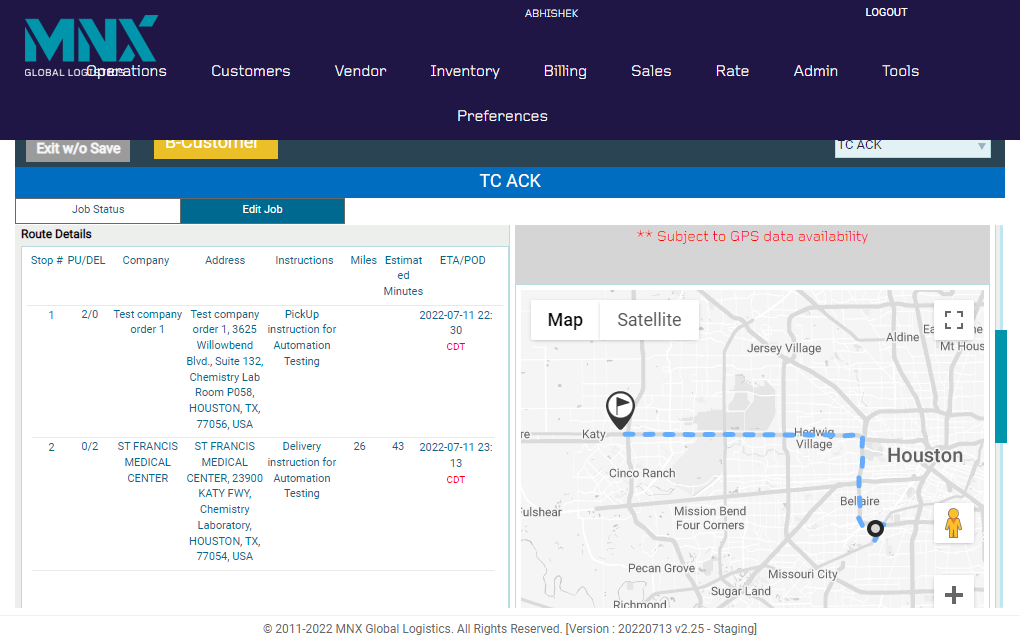 MNX
GLOBAL LOGISTICS
ABHISHEK
LOGOUT
Operations
Customers
Vendor
Inventory
Billing
Sales
Rate
Admin
Tools
Preferences
Exit w/o Save
B-Customer
TC ACK
TC ACK
Job Status
Edit Job
Route Details
Stop # PU/DEL Company Address Instructions Miles Estimat ETA/POD
ed
Minutes
1 2/0 Test company Test company PickUp 2022-07-11 22:
order 1 order 1, 3625 instruction for 30
Willowbend Automation CDT
Blvd., Suite 132, Testing
Chemistry Lab
Room P058,
HOUSTON, TX,
77056, USA
2 0/2 ST FRANCIS ST FRANCIS Delivery 26 43 2022-07-11 23:
MEDICAL MEDICAL instruction for 13
CENTER CENTER, 23900 Automation CDT
KATY FWY, Testing
Chemistry
Laboratory,
HOUSTON, TX,
77054, USA
** Subject to GPS data availability
Map
Satellite
Aldine
Jersey Village
Mt Hous
Katy
Hedwig
Village
Houston
Cinco Ranch
Bellaire
ulshear
Mission Bend
Four Corners
Pecan Grove
Missouri City
Sugar Land
Richmond
© 2011-2022 MNX Global Logistics. All Rights Reserved. [Version : 20220713 v2.25 - Staging]